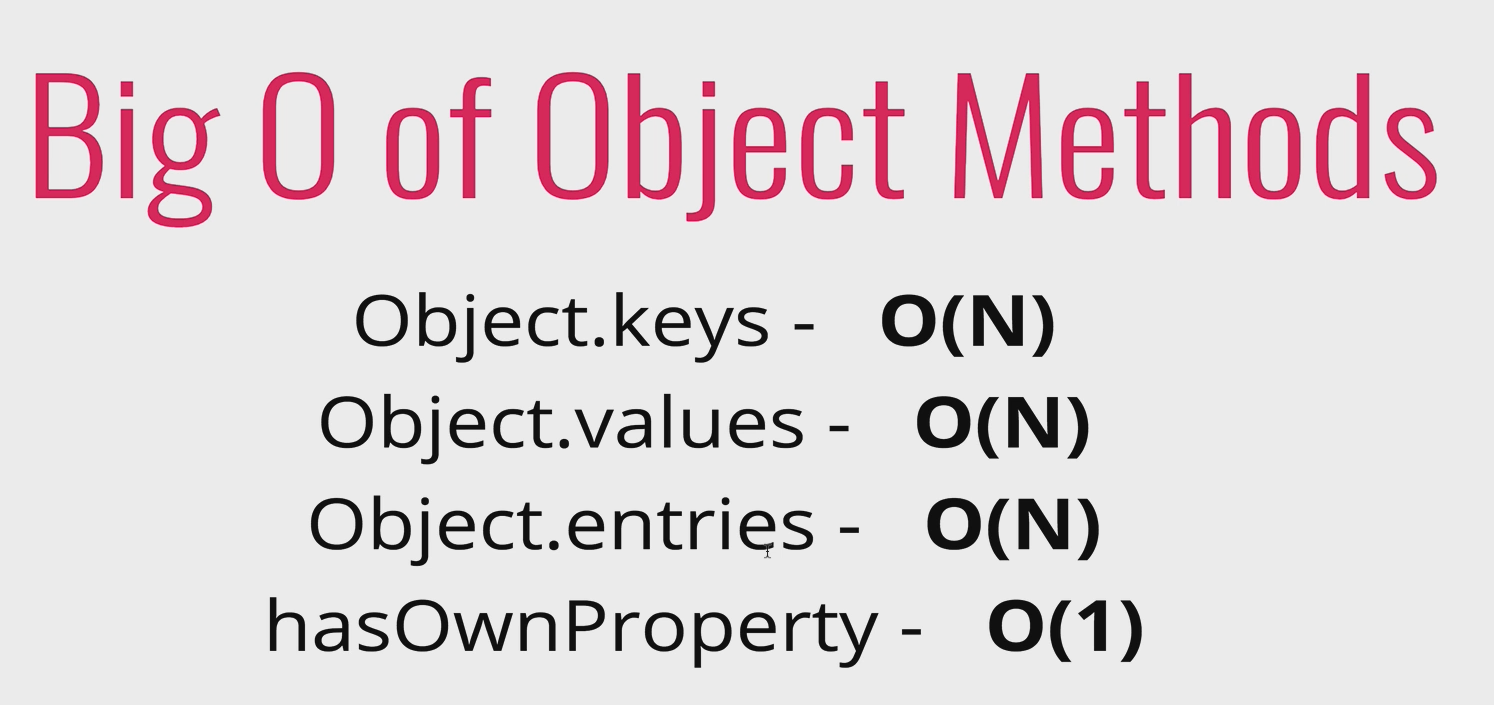 Big O of Object Methods
Object.keys - O(N)
Object.values - O(N)
Object.entries - O(N)
hasOwnProperty - O(1)